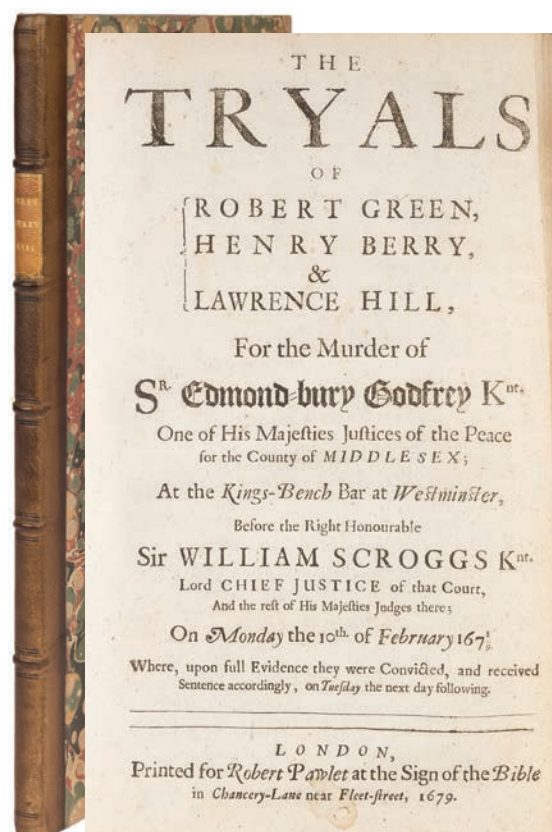 THE
TRYALS
OF
ROBERT GREEN,
HENRY BERRY,
&
LAWRENCE HILL,
For the Murder of
Sᴿ· Edmond-bury Godfrey Kⁿᵗ·
One of His Majeſties Juſtices of the Peace
for the County of MIDDLESEX;
At the Kings-Bench Bar at Weſtminſter,
Before the Right Honourable
Sir WILLIAM SCROGGS Kⁿᵗ·
Lord CHIEF JUSTICE of that Court,
And the reſt of His Majeſties Judges there;
On Monday the 10ᵗʰ· of February 167⁸⁄₉.
Where, upon full Evidence they were Convicted, and received
Sentence accordingly, on Tueſday the next day following.
LONDON,
Printed for Robert Pawlet at the Sign of the Bible
in Chancery-Lane near Fleet-ſtreet, 1679.